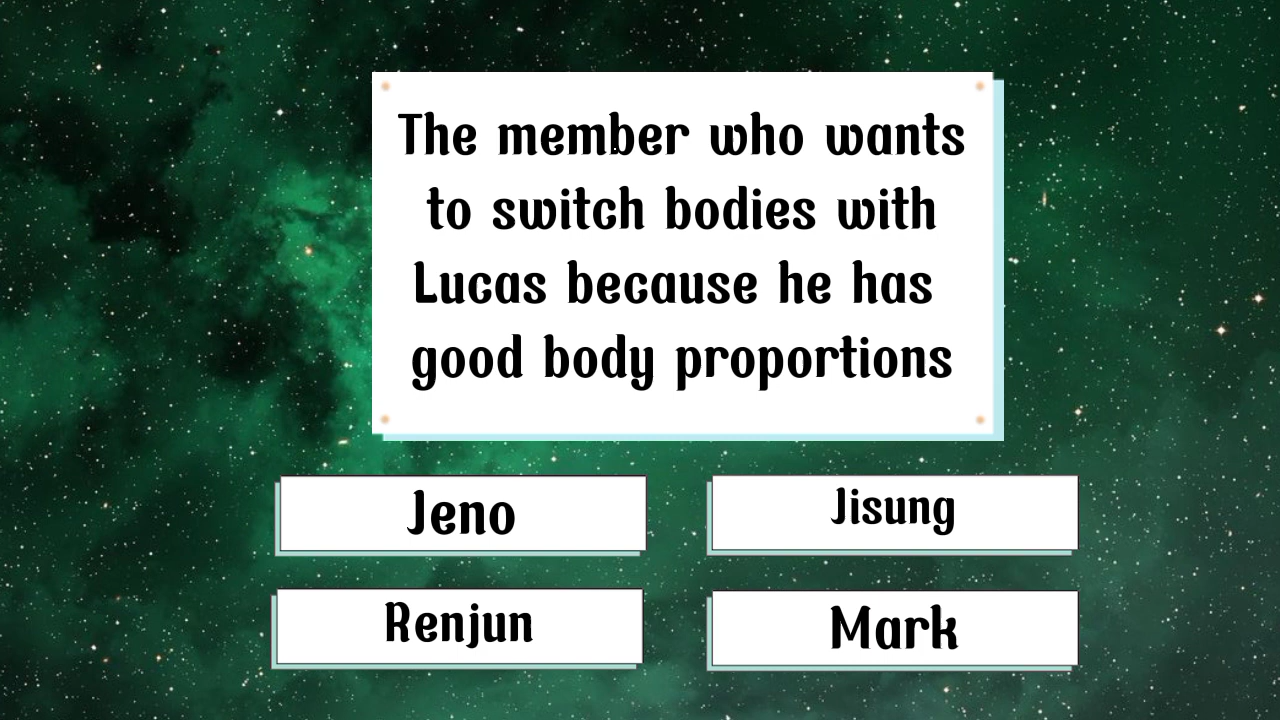 The member who wants
to switch bodies with
Lucas because he has
good body proportions
Jeno
Jisung
Renjun
Mark